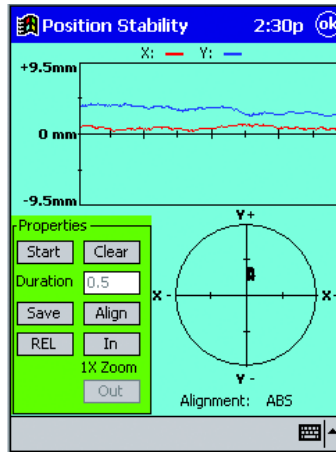 Position Stability 2:30p ok
X: Y:
+9.5mm
0 mm
-9.5mm
Properties
Start Clear
Duration 0.5
Save Align
REL In
1X Zoom
Out
Y+
X- X-
Y-
Alignment: ABS